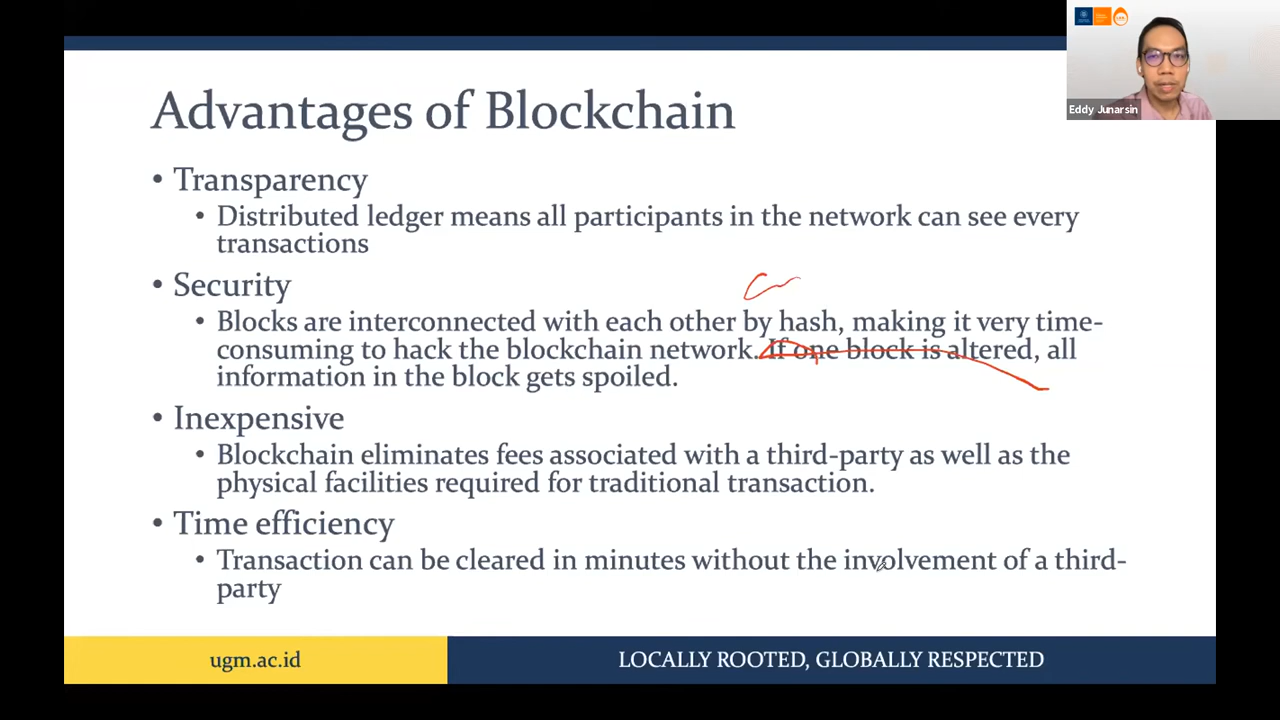 Eddy Junarsin
Advantages of Blockchain
• Transparency
• Distributed ledger means all participants in the network can see every
transactions
• Security
• Blocks are interconnected with each other by hash, making it very time-
consuming to hack the blockchain network. If one block is altered, all
information in the block gets spoiled.
• Inexpensive
• Blockchain eliminates fees associated with a third-party as well as the
physical facilities required for traditional transaction.
• Time efficiency
• Transaction can be cleared in minutes without the involvement of a third-
party
ugm.ac.id
LOCALLY ROOTED, GLOBALLY RESPECTED